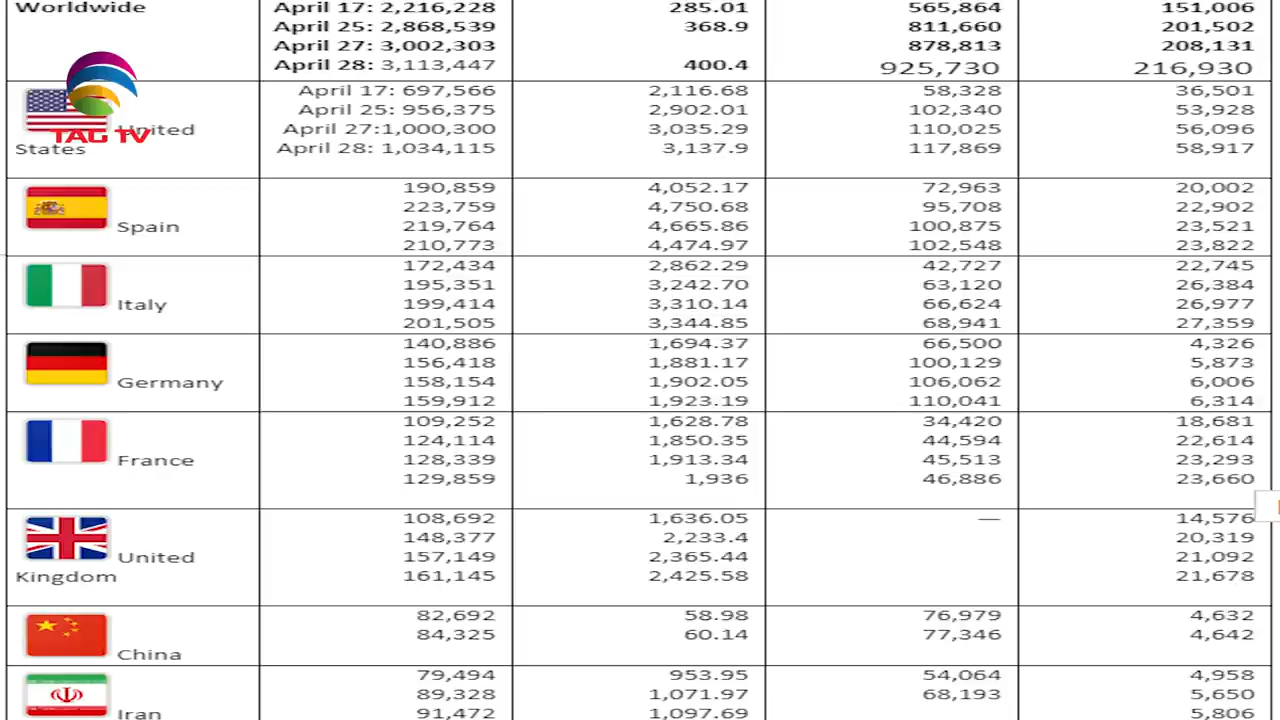 Worldwide April 17: 2,216,228 285.01 565,864 151,006
April 25: 2,868,539 368.9 811,660 201,502
April 27: 3,002,303 878,813 208,131
April 28: 3,113,447 400.4 925,730 216,930
April 17: 697,566 2,116.68 58,328 36,501
April 25: 956,375 2,902.01 102,340 53,928
TAG TV United April 27:1,000,300 3,035.29 110,025 56,096
States April 28: 1,034,115 3,137.9 117,869 58,917
190,859 4,052.17 72,963 20,002
223,759 4,750.68 95,708 22,902
Spain 219,764 4,665.86 100,875 23,521
210,773 4,474.97 102,548 23,822
172,434 2,862.29 42,727 22,745
195,351 3,242.70 63,120 26,384
Italy 199,414 3,310.14 66,624 26,977
201,505 3,344.85 68,941 27,359
140,886 1,694.37 66,500 4,326
156,418 1,881.17 100,129 5,873
Germany 158,154 1,902.05 106,062 6,006
159,912 1,923.19 110,041 6,314
109,252 1,628.78 34,420 18,681
124,114 1,850.35 44,594 22,614
France 128,339 1,913.34 45,513 23,293
129,859 1,936 46,886 23,660
108,692 1,636.05 — 14,576
148,377 2,233.4 20,319
United 157,149 2,365.44 21,092
Kingdom 161,145 2,425.58 21,678
82,692 58.98 76,979 4,632
84,325 60.14 77,346 4,642
China
79,494 953.95 54,064 4,958
89,328 1,071.97 68,193 5,650
Iran 91,472 1,097.69 5,806